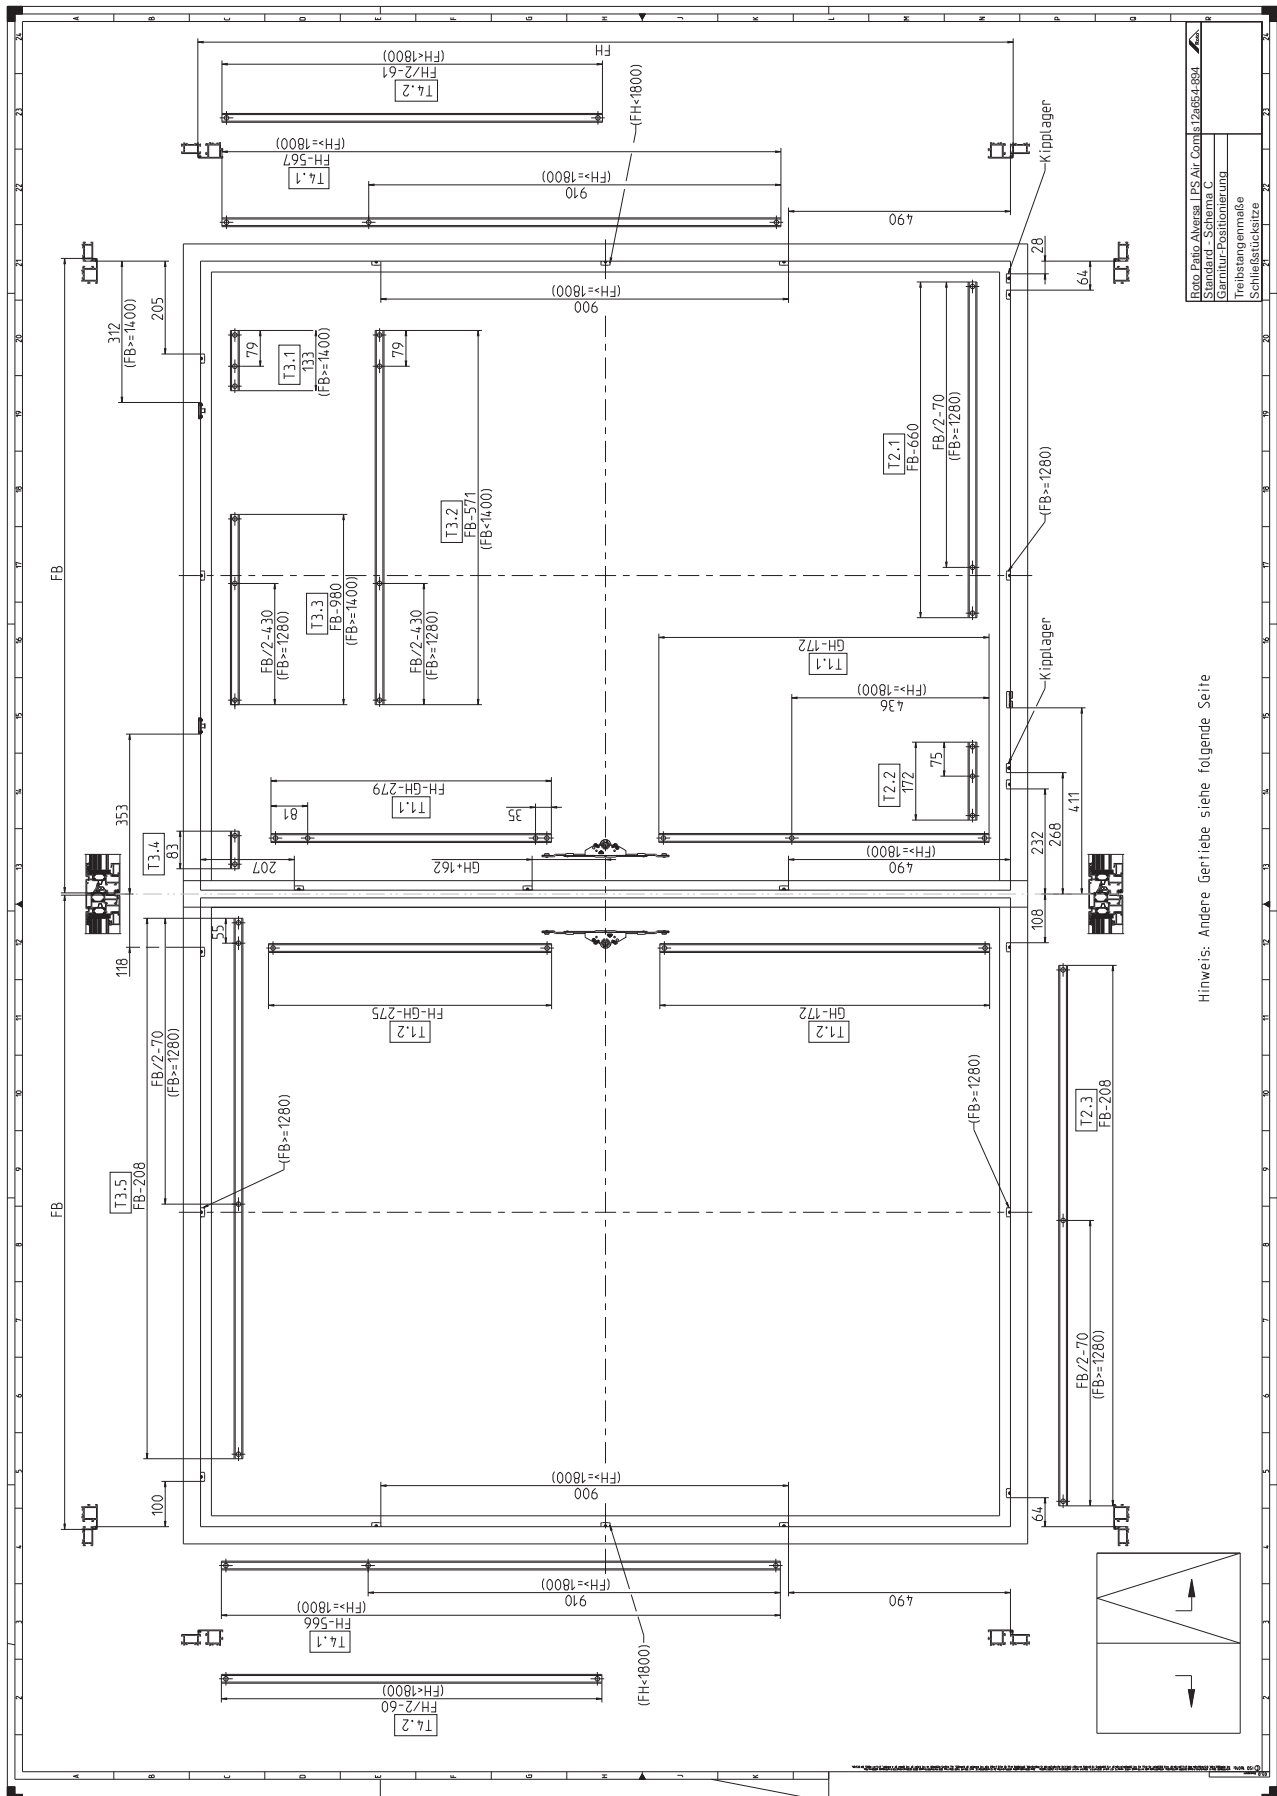 FH
(FH<1800)
FH/2-61
T4.2
(FH>=1800)
FH-567
T4.1
(FH>=1800)
910
490
(FH<1800)
Kipplager
Roto Patio Alversa | PS Air Com
s12a654-894
Standard - Schema C
Garnitur-Positionierung
Treibstangenmaße
Schließstücksitze
28
64
312
(FB>=1400)
205
FB
79
T3.1
133
(FB>=1400)
79
(FH>=1800)
900
T3.2
FB-571
(FB<1400)
T2.1
FB-660
FB/2-70
(FB>=1280)
(FB>=1280)
FB/2-430
(FB>=1280)
T3.3
FB-980
(FB>=1400)
FB/2-430
(FB>=1280)
GH-172
T1.1
(FH>=1800)
436
Kipplager
353
T3.4
83
FH-GH-279
T1.1
81
35
T2.2
172
75
232
268
411
207
GH+162
(FH>=1800)
490
118
55
108
FH-GH-275
T1.2
GH-172
T1.2
FB
T3.5
FB-208
FB/2-70
(FB>=1280)
(FB>=1280)
(FB>=1280)
T2.3
FB-208
FB/2-70
(FB>=1280)
100
(FH>=1800)
900
64
(FH>=1800)
910
(FH>=1800)
FH-566
T4.1
490
(FH<1800)
(FH<1800)
FH/2-60
T4.2
Hinweis: Andere Gertiebe siehe folgende Seite